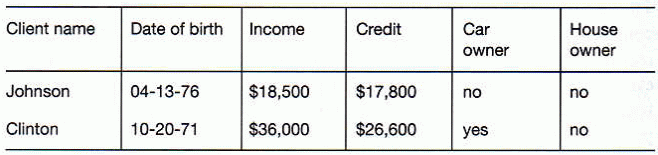 Client name Date of birth Income Credit Car owner House owner
Johnson 04-13-76 $18,500 $17,800 no no
Clinton 10-20-71 $36,000 $26,600 yes no